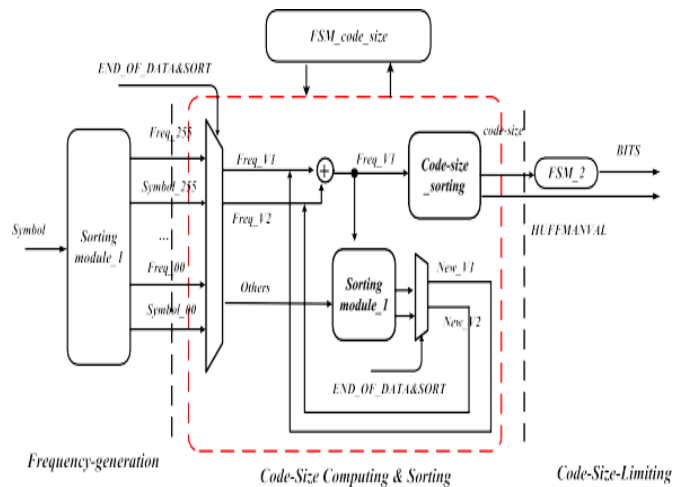 FSM_code_size
END_OF_DATA&SORT
Freq_255
Symbol_255
...
Freq_00
Symbol_00
Symbol
Sorting
module_1
Freq_V1
Freq_V2
Others
Freq_V1
Code-size
_sorting
code-size
FSM_2
BITS
HUFFMANVAL
Sorting
module_1
New_V1
New_V2
END_OF_DATA&SORT
Frequency-generation
Code-Size Computing & Sorting
Code-Size-Limiting